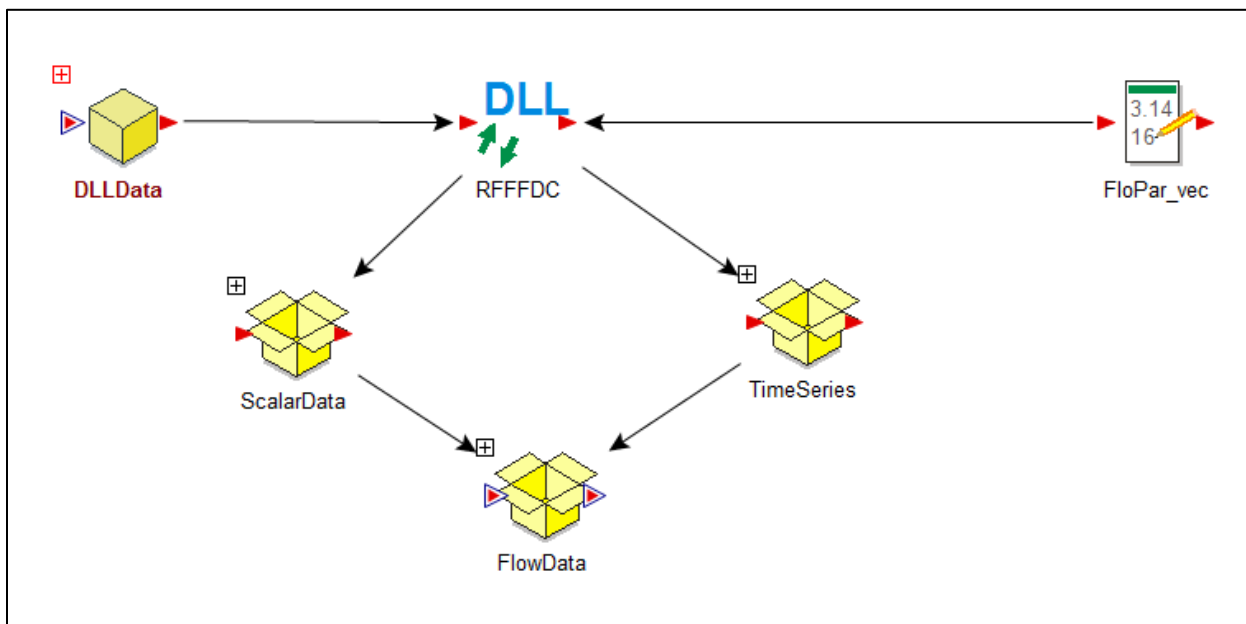 DLL
3.14
16
DLLData
RFFFDC
FloPar_vec
ScalarData
TimeSeries
FlowData